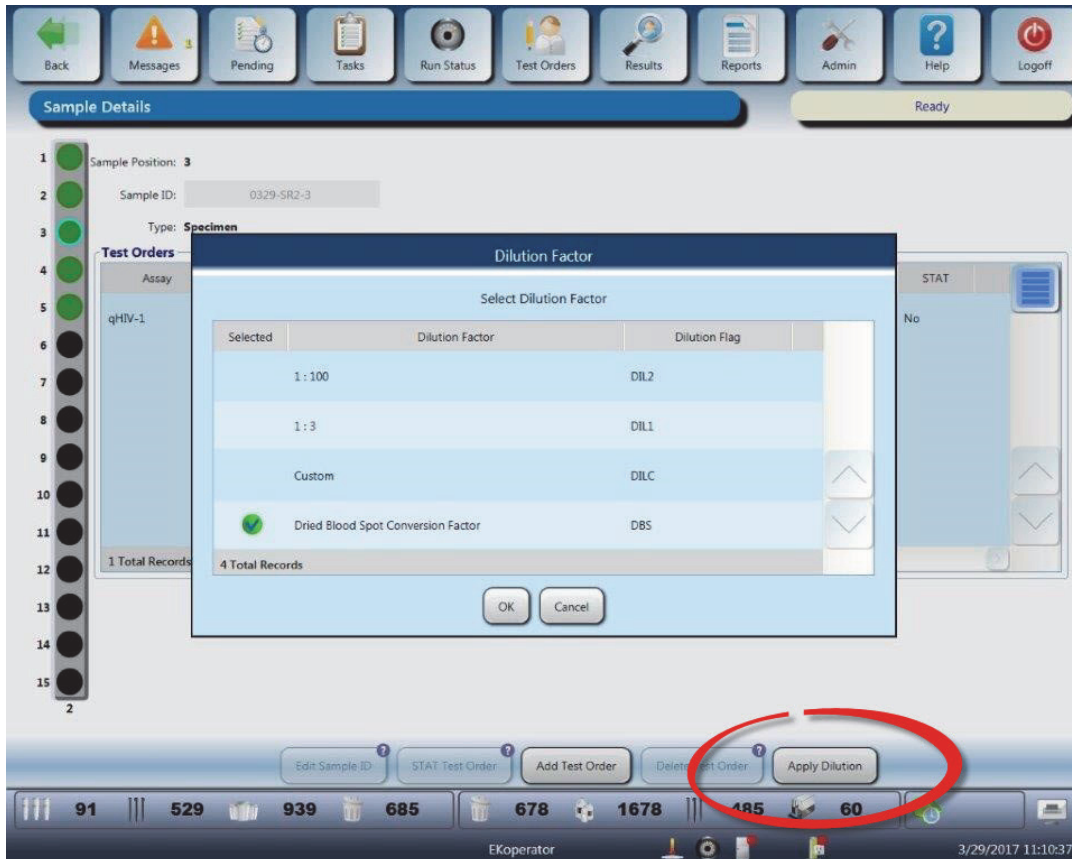 Back Messages 1 Pending Tasks Run Status Test Orders Results Reports Admin ? Help Logoff
Sample Details Ready
1 Sample Position: 3
2 Sample ID: 0329-SR2-3
3 Type: Specimen
Test Orders
4 Assay STAT
5 qHIV-1 No
6
7
8
9
10
11
12 1 Total Records
13
14
15
2
Dilution Factor
Select Dilution Factor
Selected Dilution Factor Dilution Flag
1 : 100 DIL2
1 : 3 DIL1
Custom DILC
Dried Blood Spot Conversion Factor DBS
4 Total Records
OK Cancel
Edit Sample ID ? STAT Test Order ? Add Test Order Delete Test Order ? Apply Dilution
91 529 939 685 678 1678 485 60
EKoperator 3/29/2017 11:10:37